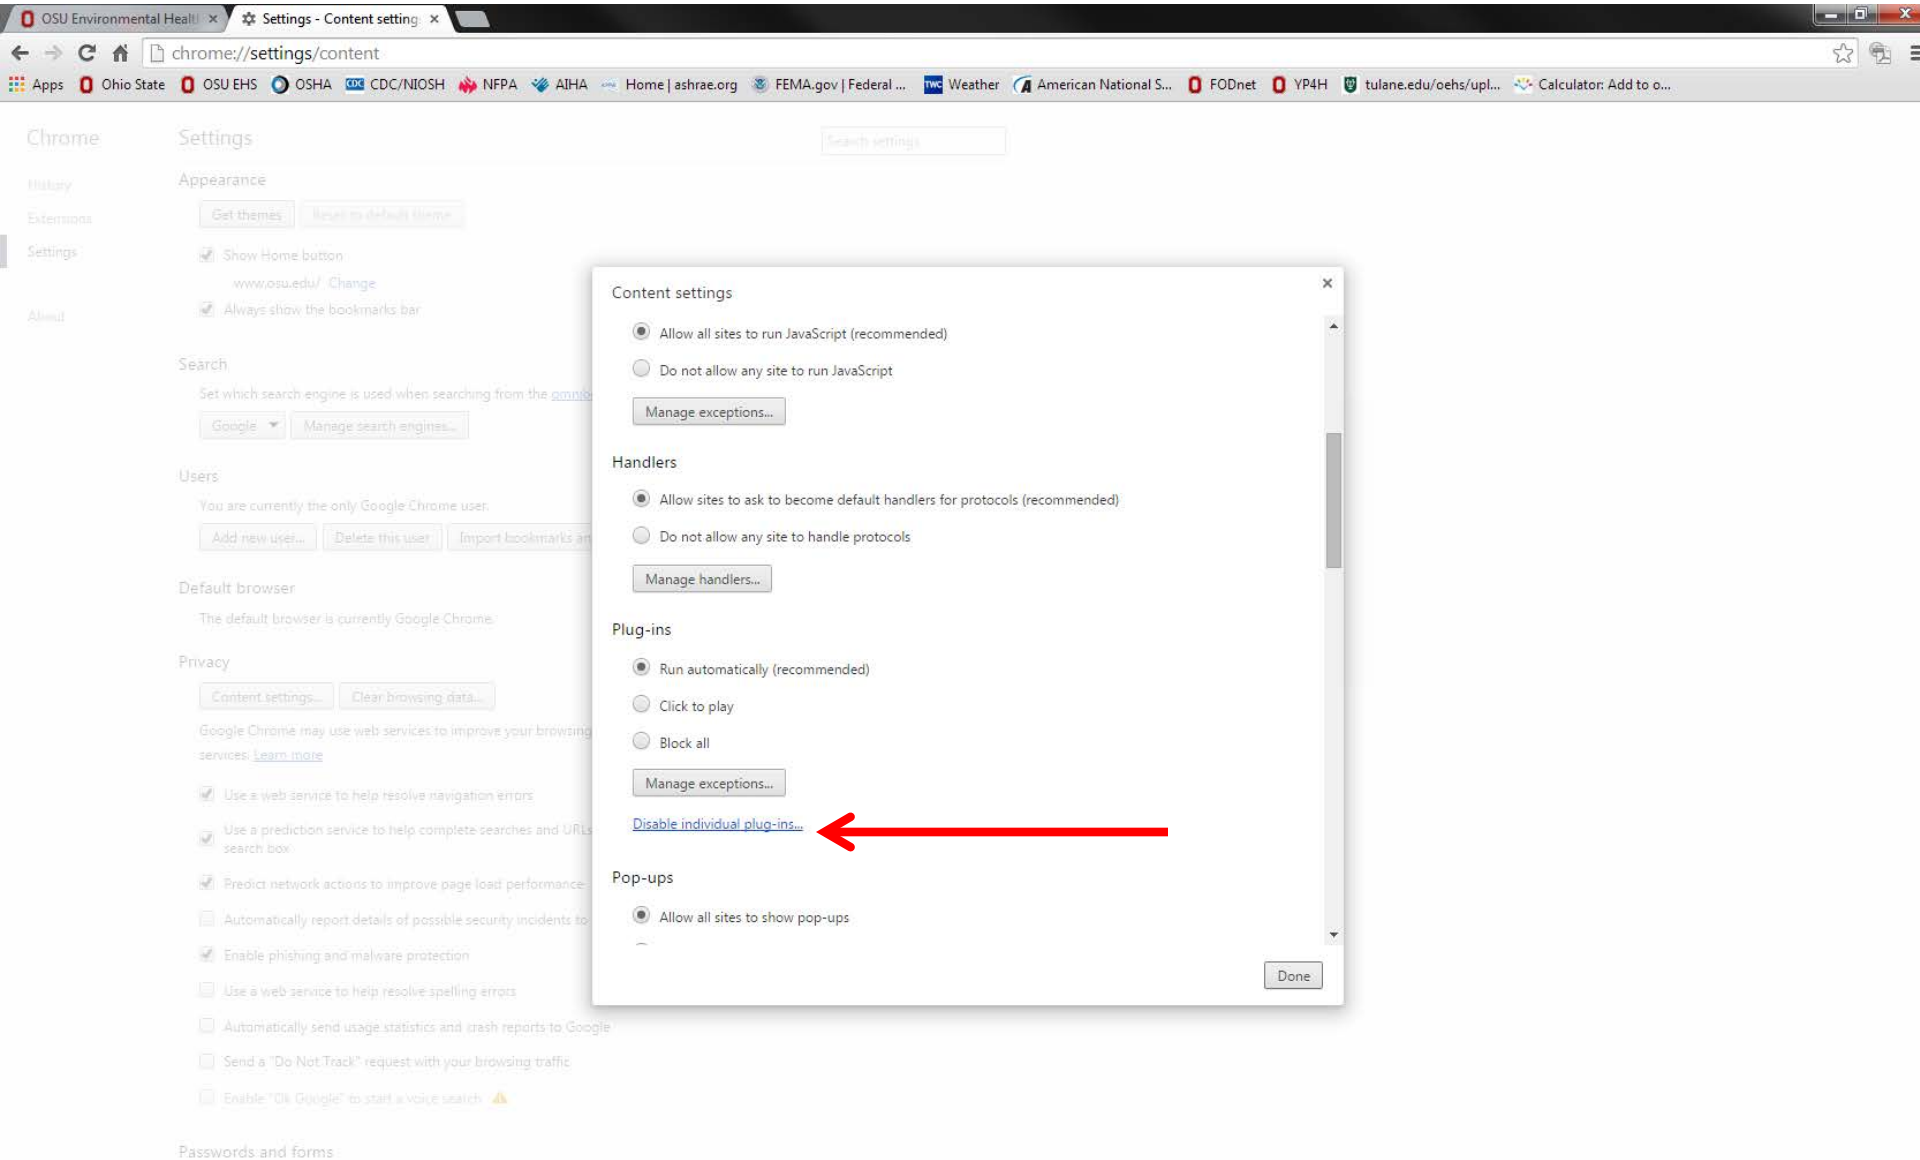 OSU Environmental Healt
Settings - Content setting
chrome://settings/content
Apps Ohio State OSU EHS OSHA CDC/NIOSH NFPA AIHA Home | ashrae.org FEMA.gov | Federal ... Weather American National S... FODnet YP4H tulane.edu/oehs/upl... Calculator: Add to o...
Chrome
History
Extensions
Settings
About
Settings
Search settings
Appearance
Get themes Reset to default theme
Show Home button
www.osu.edu/ Change
Always show the bookmarks bar
Search
Set which search engine is used when searching from the
Google Manage search engines...
Users
You are currently the only Google Chrome user.
Add new user... Delete this user Import bookmarks
Default browser
The default browser is currently Google Chrome.
Privacy
Content settings... Clear browsing data...
Google Chrome may use web services to improve your browsing
services. Learn more
Use a web service to help resolve navigation errors
Use a prediction service to help complete searches and URLs
search box
Predict network actions to improve page load performance
Automatically report details of possible security incidents to
Enable phishing and malware protection
Use a web service to help resolve spelling errors
Automatically send usage statistics and crash reports to Google
Send a "Do Not Track" request with your browsing traffic
Enable "Ok Google" to start a voice search
Passwords and forms
Content settings
Allow all sites to run JavaScript (recommended)
Do not allow any site to run JavaScript
Manage exceptions...
Handlers
Allow sites to ask to become default handlers for protocols (recommended)
Do not allow any site to handle protocols
Manage handlers...
Plug-ins
Run automatically (recommended)
Click to play
Block all
Manage exceptions...
Disable individual plug-ins...
Pop-ups
Allow all sites to show pop-ups
Done